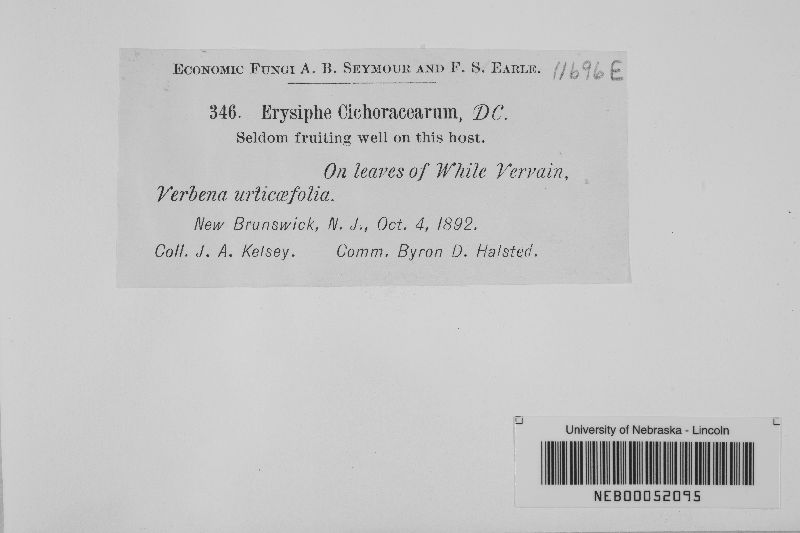 Economic Fungi A. B. Seymour and F. S. Earle. 11696E
346. Erysiphe Cichoracearum, DC.
Seldom fruiting well on this host.
On leaves of White Vervain,
Verbena urticæfolia.
New Brunswick, N. J., Oct. 4, 1892.
Coll. J. A. Kelsey. Comm. Byron D. Halsted.
University of Nebraska - Lincoln
NEB00052095